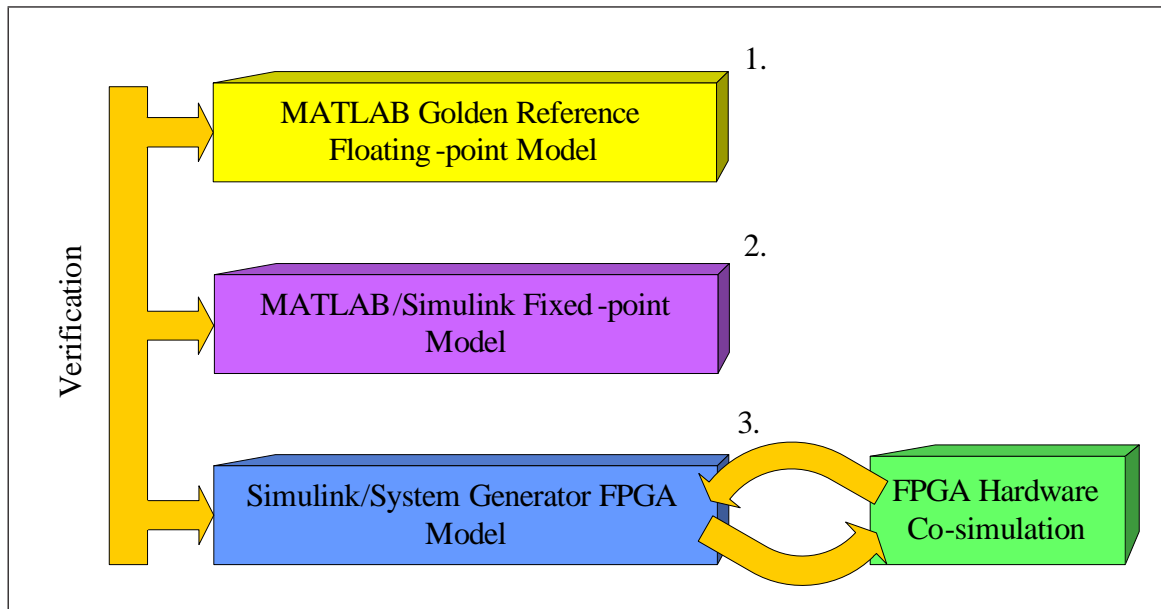 1.
MATLAB Golden Reference
Floating-point Model
2.
MATLAB/Simulink Fixed-point
Model
Verification
3.
Simulink/System Generator FPGA
Model
FPGA Hardware
Co-simulation